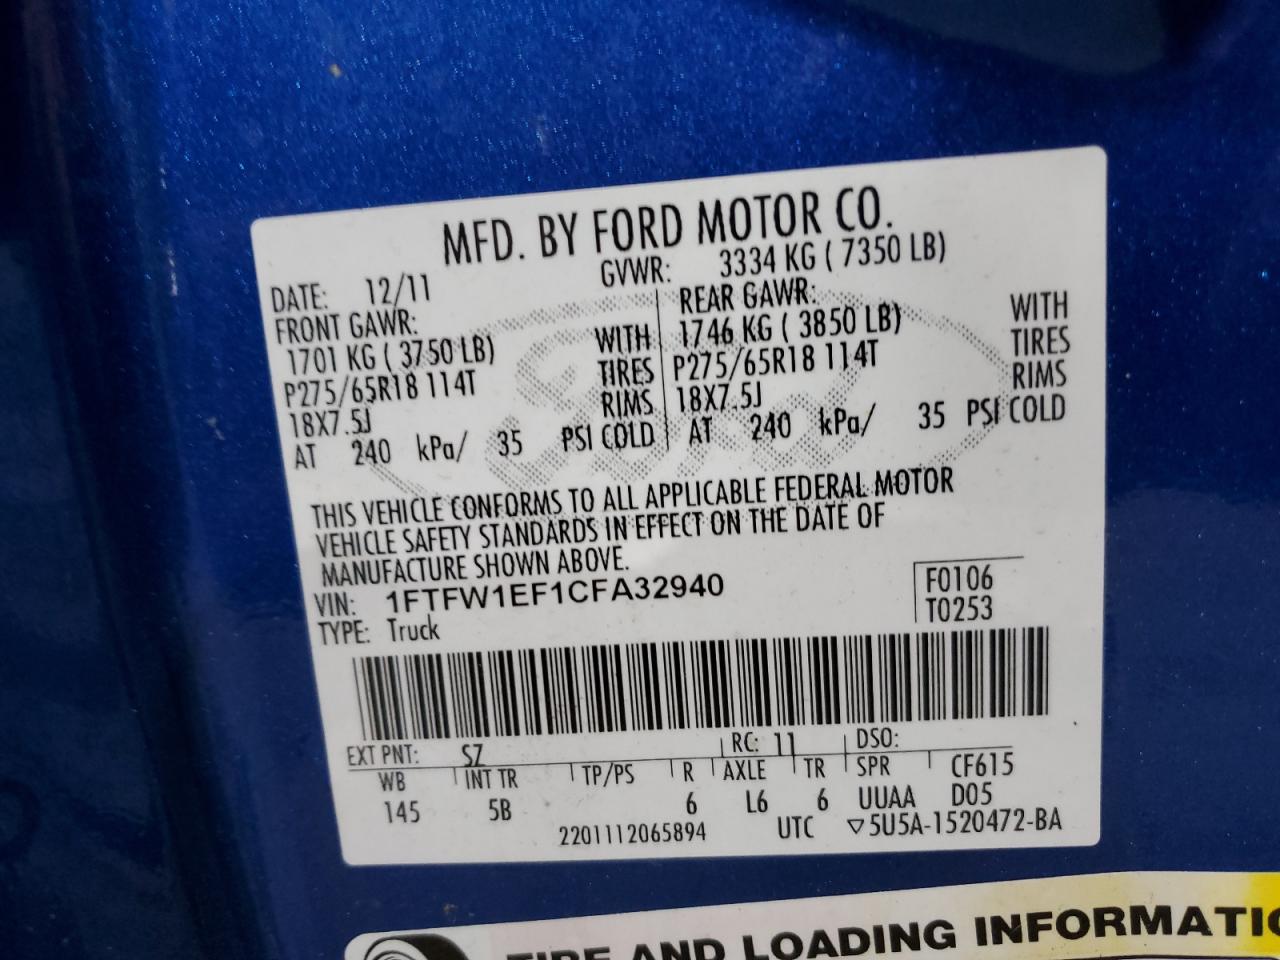 MFD. BY FORD MOTOR CO.
DATE: 12/11 GVWR: 3334 KG ( 7350 LB)
FRONT GAWR: REAR GAWR:
1701 KG ( 3750 LB) WITH 1746 KG ( 3850 LB) WITH
P275/65R18 114T TIRES P275/65R18 114T TIRES
18X7.5J RIMS 18X7.5J RIMS
AT 240 kPa/ 35 PSI COLD AT 240 kPa/ 35 PSI COLD
THIS VEHICLE CONFORMS TO ALL APPLICABLE FEDERAL MOTOR
VEHICLE SAFETY STANDARDS IN EFFECT ON THE DATE OF
MANUFACTURE SHOWN ABOVE.
VIN: 1FTFW1EF1CFA32940 F0106
TYPE: Truck T0253
EXT PNT: SZ RC: 11 DSO:
WB INT TR TP/PS R AXLE TR SPR CF615
145 5B 6 L6 6 UUAA D05
2201112065894 UTC ▽5U5A-1520472-BA
TIRE AND LOADING INFORMATIO